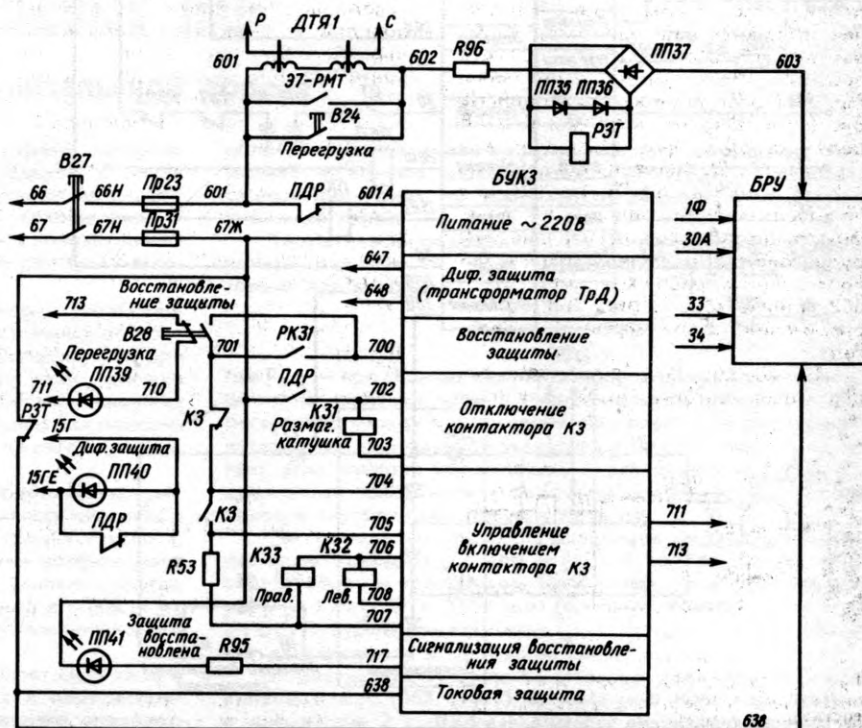 Р ДТЯ1 С
601 602 R96 ПП37 603
Э7-РМТ
ПП35 ПП36
В24
РЗТ
Перегрузка
В27
БУКЗ БРУ
66 66Н Пр23 601 ПДР 601А
1Ф
Питание ~ 220В
67 67Н Пр31 67Ж
30А
647
Диф. защита
(трансформатор ТрД)
648
Восстановле-
ние защыты
713
33
В28
701 РК31 700
Восстановление
защиты
34
Перегрузка
ПП39
ПДР 702
711 710
РЗТ
15Г
КЗ
К31
Размаг.
катушка
703
Отключение
контактора КЗ
Диф.защита
15ГЕ ПП40
704
КЗ
ПДР
705
711
R53
К33 К32 706
Управление
включением
контактора КЗ
713
Прав. Лев. 708
707
Защита
восста-
новлена
ПП41 R95 717
Сигнализация восстановле-
ния защиты
638
Токовая защита
638